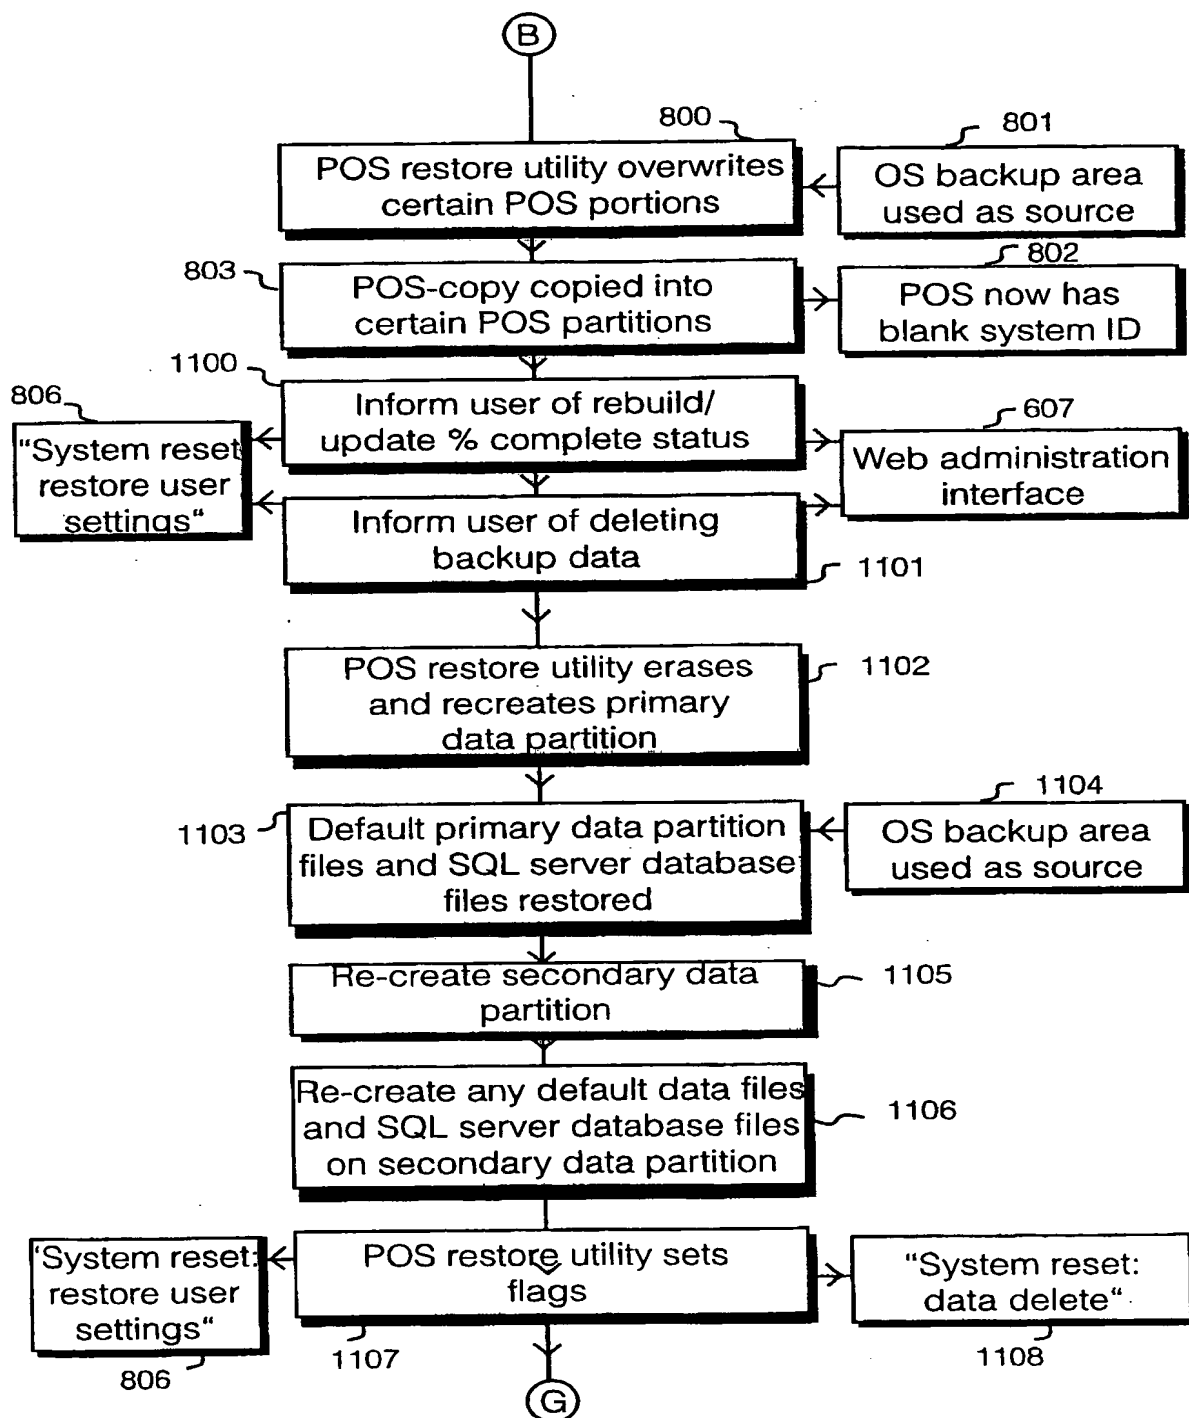 B
800
801
POS restore utility overwrites
certain POS portions
OS backup area
used as source
803
802
POS-copy copied into
certain POS partitions
POS now has
blank system ID
1100
806
Inform user of rebuild/
update % complete status
607
"System reset
restore user
settings"
Web administration
interface
Inform user of deleting
backup data
1101
POS restore utility erases
and recreates primary
data partition
1102
1103
1104
Default primary data partition
files and SQL server database
files restored
OS backup area
used as source
Re-create secondary data
partition
1105
Re-create any default data files
and SQL server database files
on secondary data partition
1106
'System reset:
restore user
settings"
POS restore utility sets
flags
"System reset:
data delete"
806
1107
1108
G